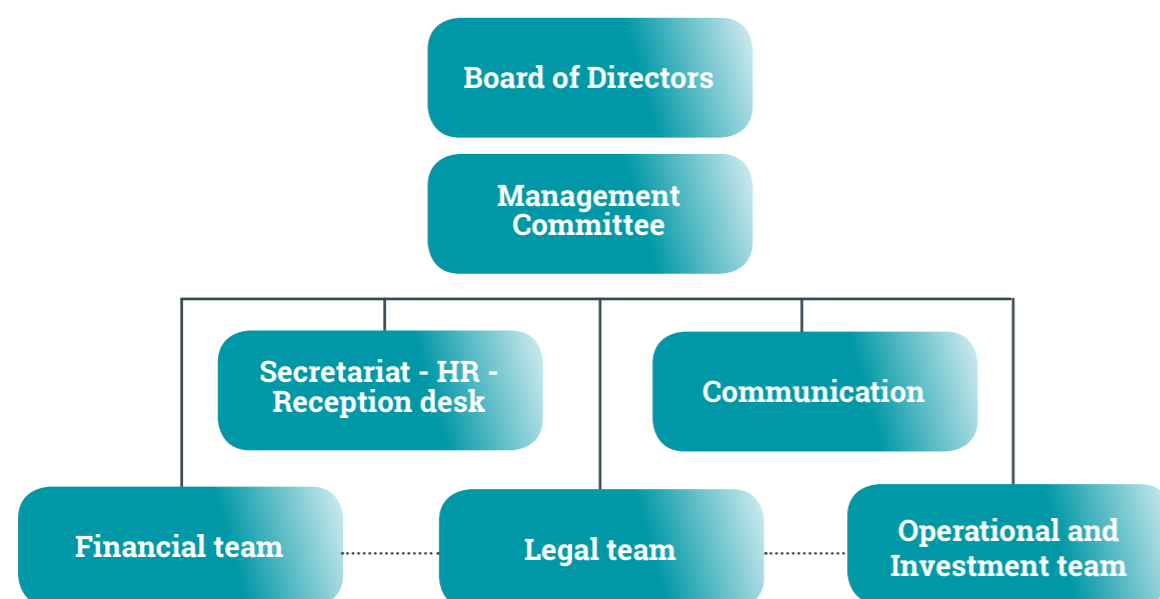 Board of Directors
Management
Committee
Secretariat - HR -
Reception desk
Communication
Financial team
Legal team
Operational and
Investment team